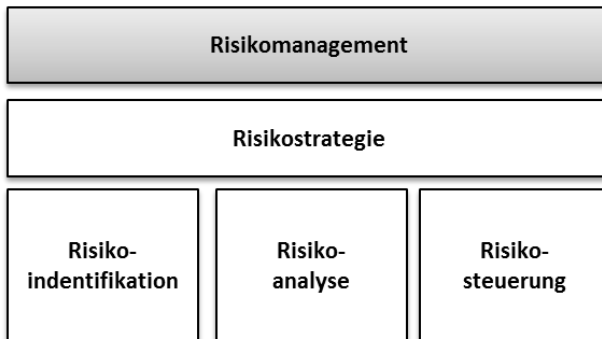 Risikomanagement
Risikostrategie
Risiko-
indentifikation
Risiko-
analyse
Risiko-
steuerung